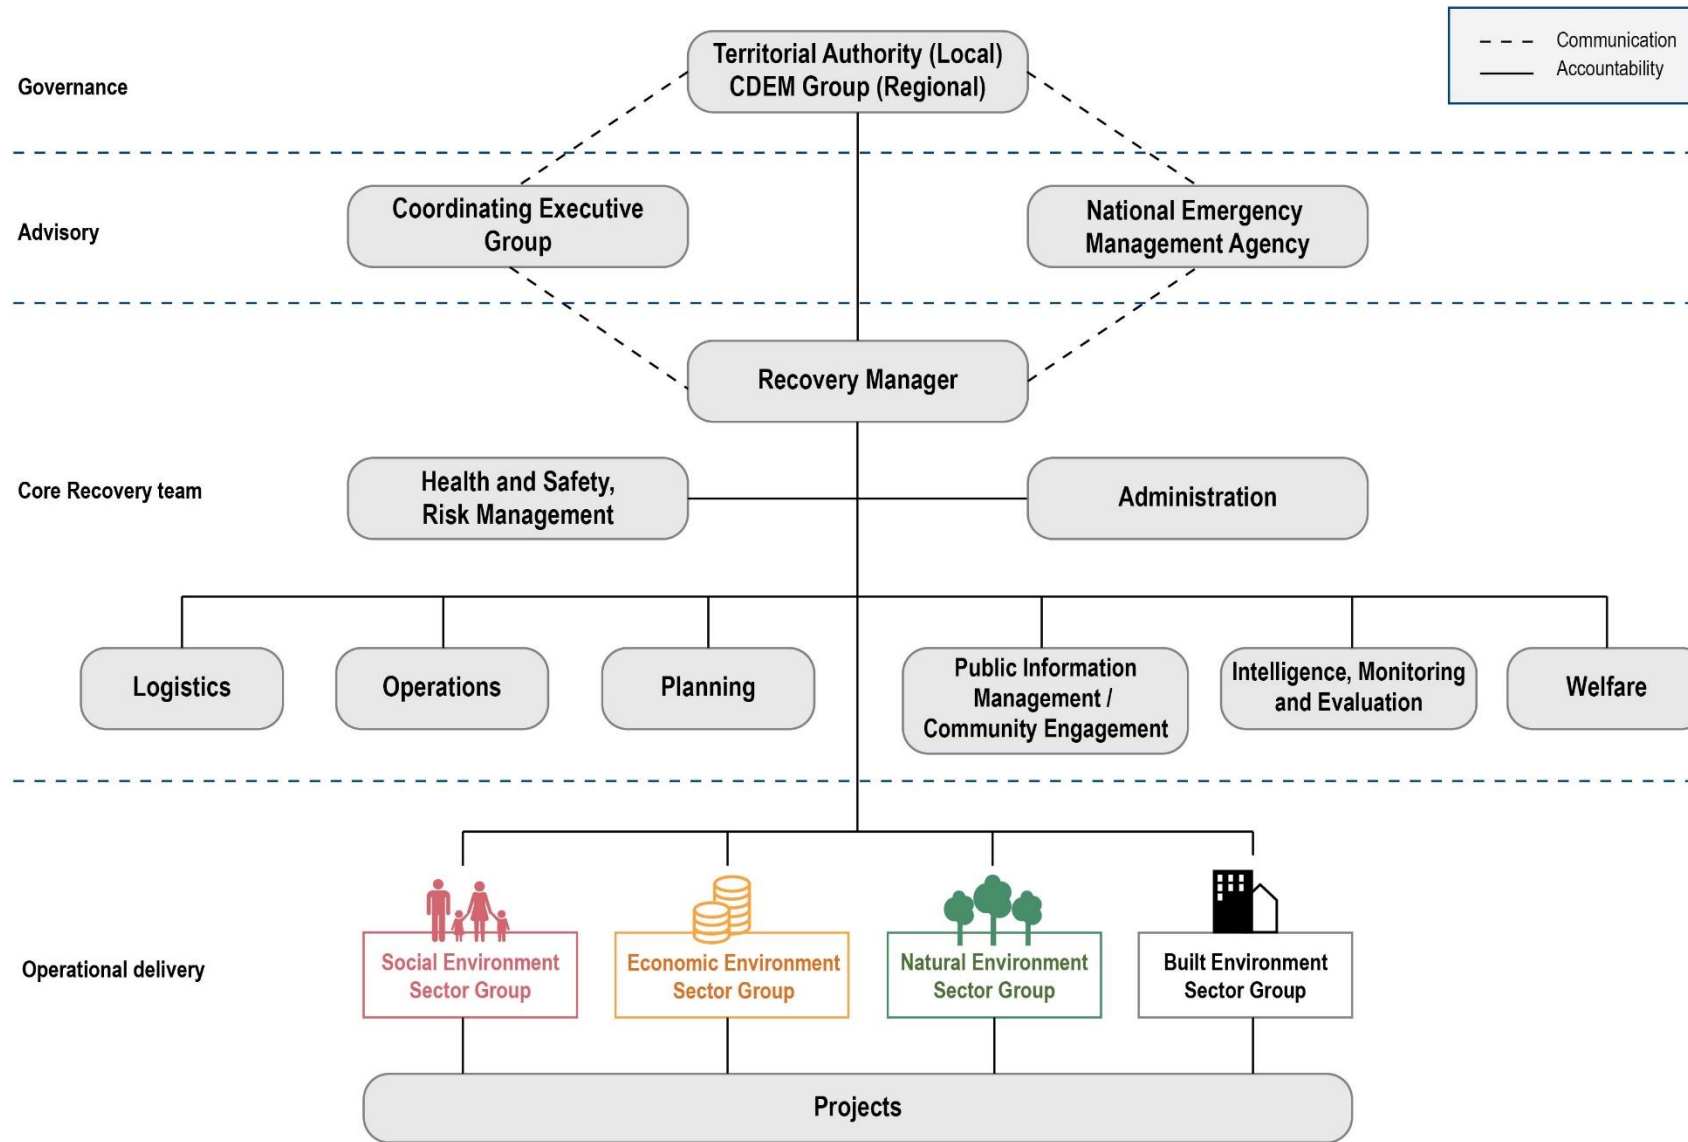 Communication
Accountability
Governance
Territorial Authority (Local)
CDEM Group (Regional)
Advisory
Coordinating Executive
Group
National Emergency
Management Agency
Recovery Manager
Core Recovery team
Health and Safety,
Risk Management
Administration
Logistics
Operations
Planning
Public Information
Management /
Community Engagement
Intelligence, Monitoring
and Evaluation
Welfare
Operational delivery
Social Environment
Sector Group
Economic Environment
Sector Group
Natural Environment
Sector Group
Built Environment
Sector Group
Projects